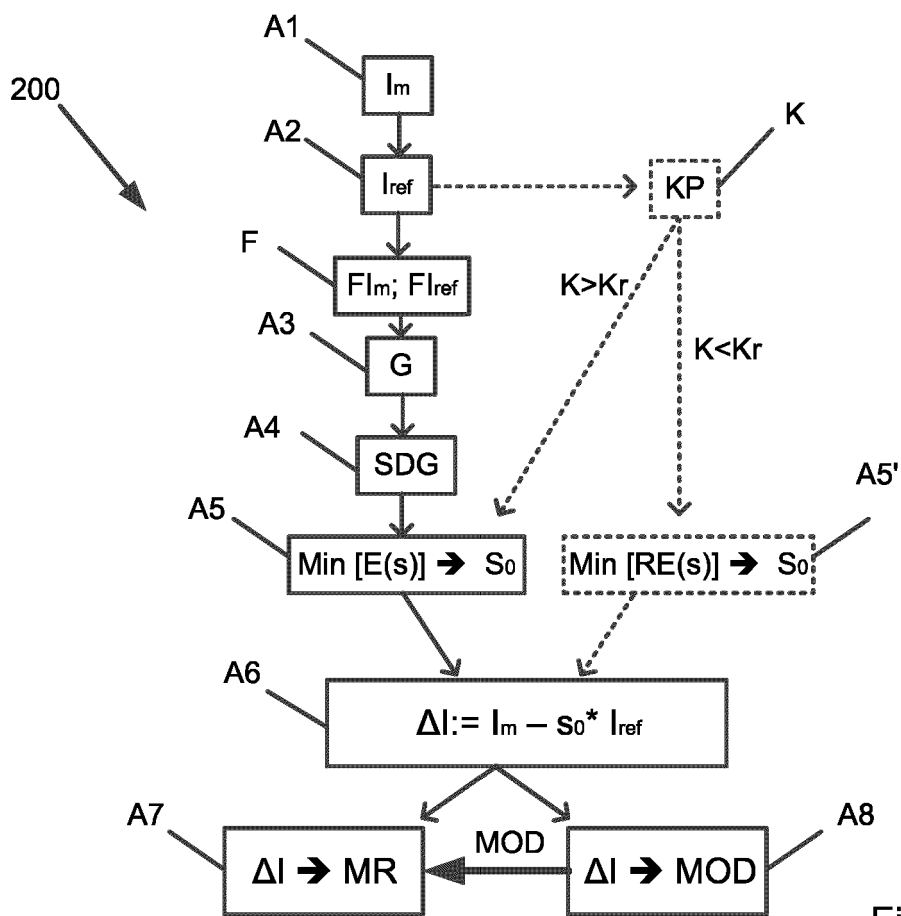 A1
200
Im
K
A2
Iref
KP
F
FIm; FIref
K>Kr
A3
G
K<Kr
A4
SDG
A5'
A5
Min [E(s)] ➔ S0
Min [RE(s)] ➔ S0
A6
ΔI:= Im – s0* Iref
A7
MOD
A8
ΔI ➔ MR
ΔI ➔ MOD